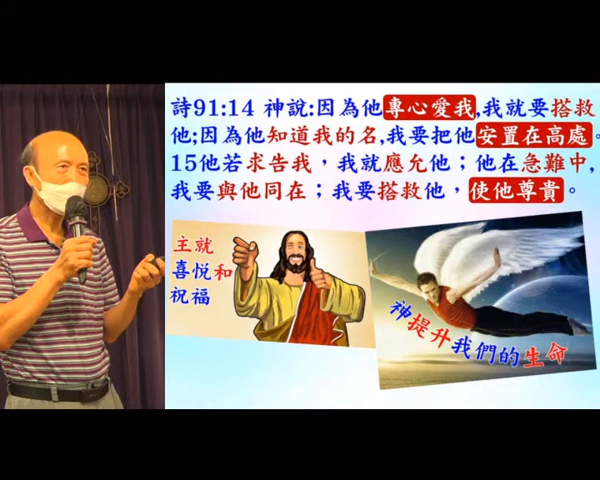 詩91:14 神說:因為他專心愛我,我就要搭救
他;因為他知道我的名,我要把他安置在高處。
15他若求告我，我就應允他；他在急難中,
我要與他同在；我要搭救他，使他尊貴。
主就
喜悅和
祝福
神提升我們的生命